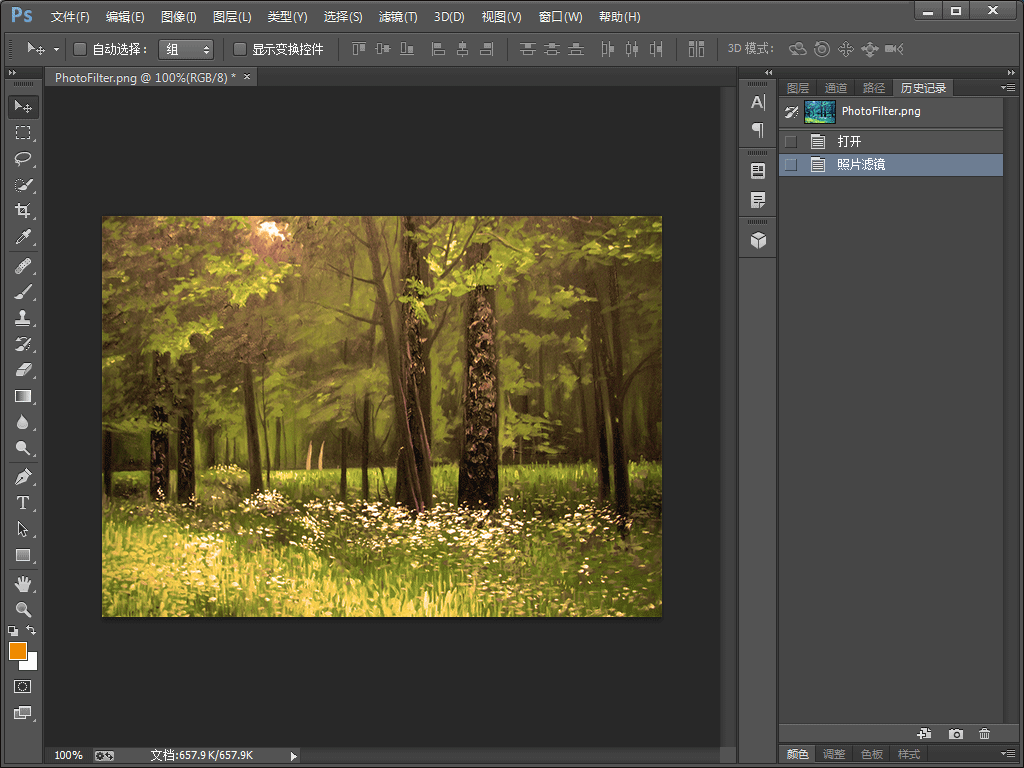 Ps 文件(F) 编辑(E) 图像(I) 图层(L) 类型(Y) 选择(S) 滤镜(T) 3D(D) 视图(V) 窗口(W) 帮助(H)
自动选择： 组 显示变换控件 3D 模式：
PhotoFilter.png @ 100%(RGB/8) * ×
图层 通道 路径 历史记录
PhotoFilter.png
打开
照片滤镜
100% 文档:657.9K/657.9K
颜色 调整 色板 样式